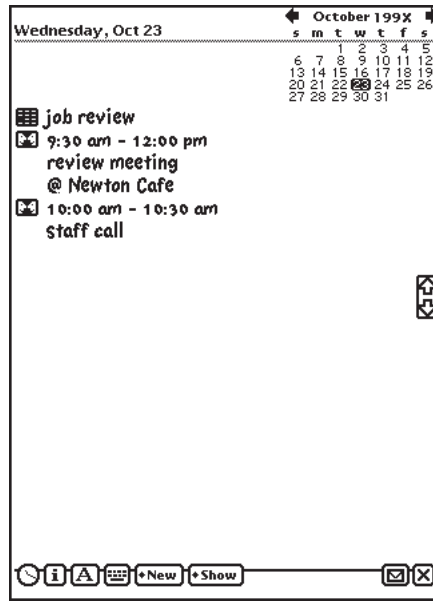 October 199X
Wednesday, Oct 23
s m t w t f s
1 2 3 4 5
6 7 8 9 10 11 12
13 14 15 16 17 18 19
20 21 22 23 24 25 26
27 28 29 30 31
job review
9:30 am - 12:00 pm
review meeting
@ Newton Cafe
10:00 am - 10:30 am
staff call
i A New Show